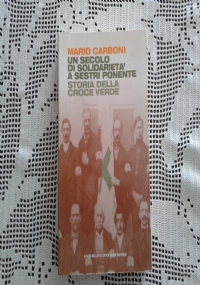 MARIO CARBONI
UN SECOLO
DI SOLIDARIETA'
A SESTRI PONENTE
STORIA DELLA
CROCE VERDE